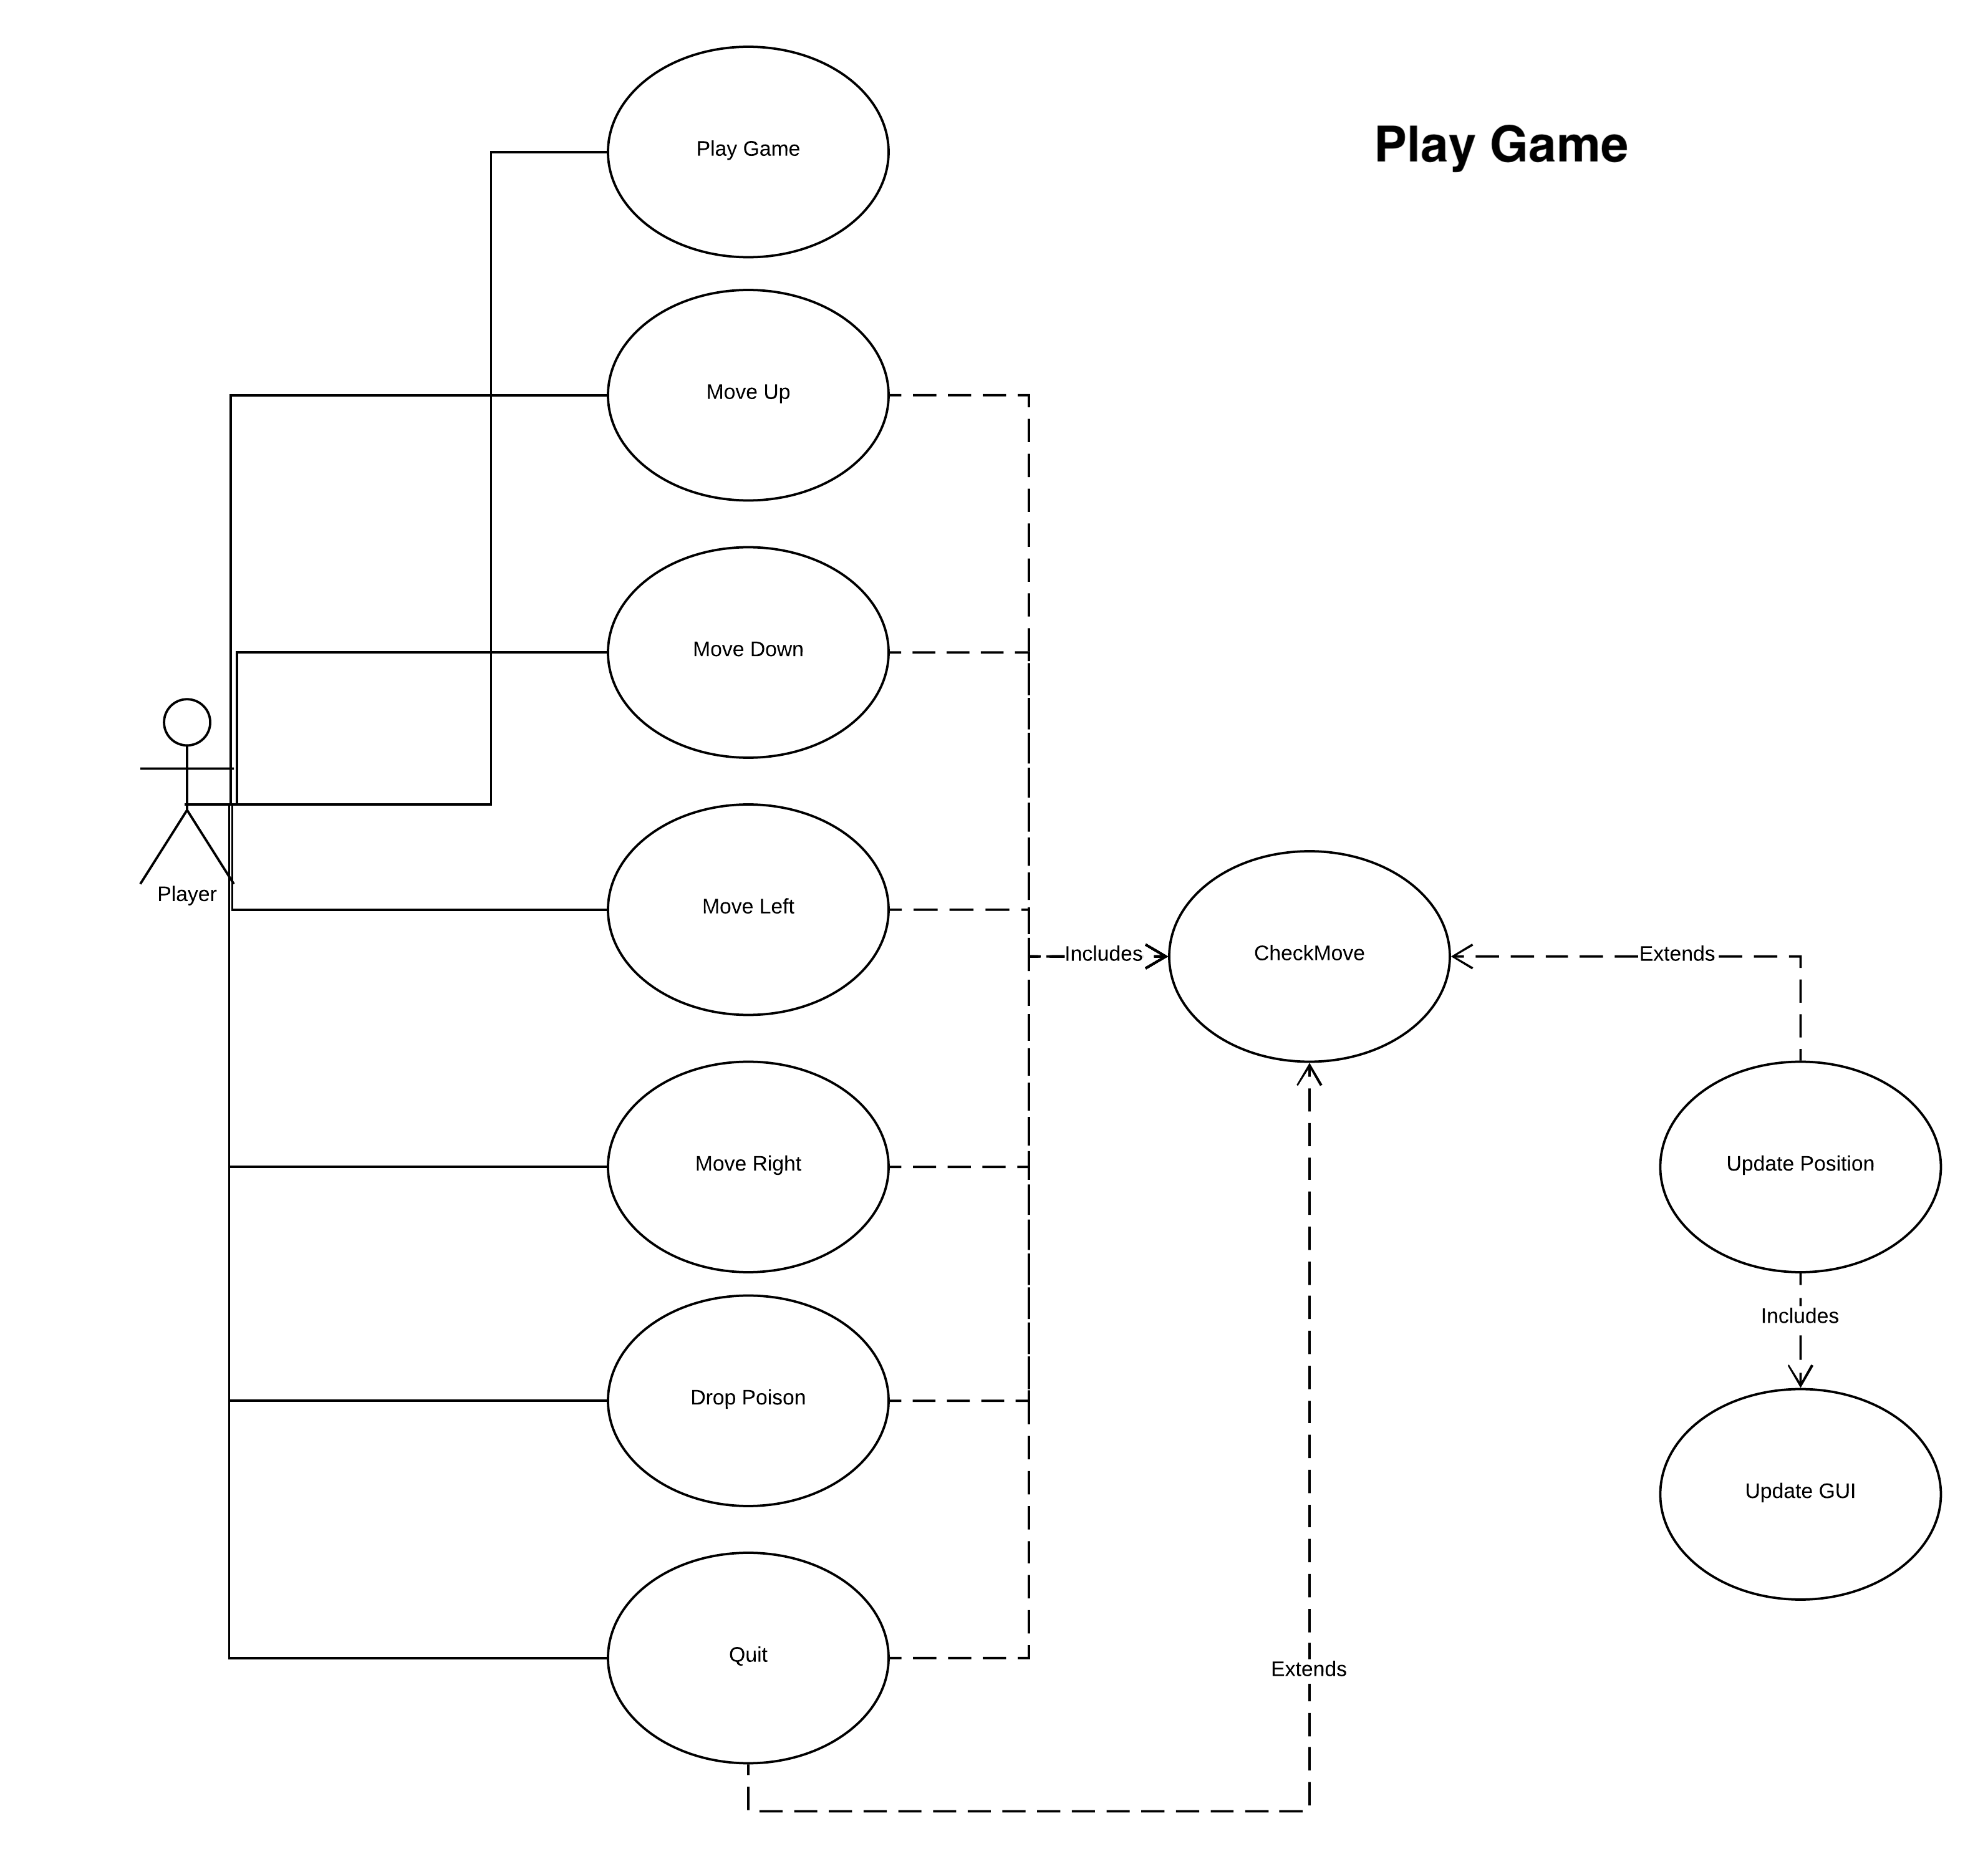 Play Game
Play Game
Move Up
Move Down
Player
Move Left
Includes
CheckMove
Extends
Move Right
Update Position
Includes
Drop Poison
Update GUI
Quit
Extends